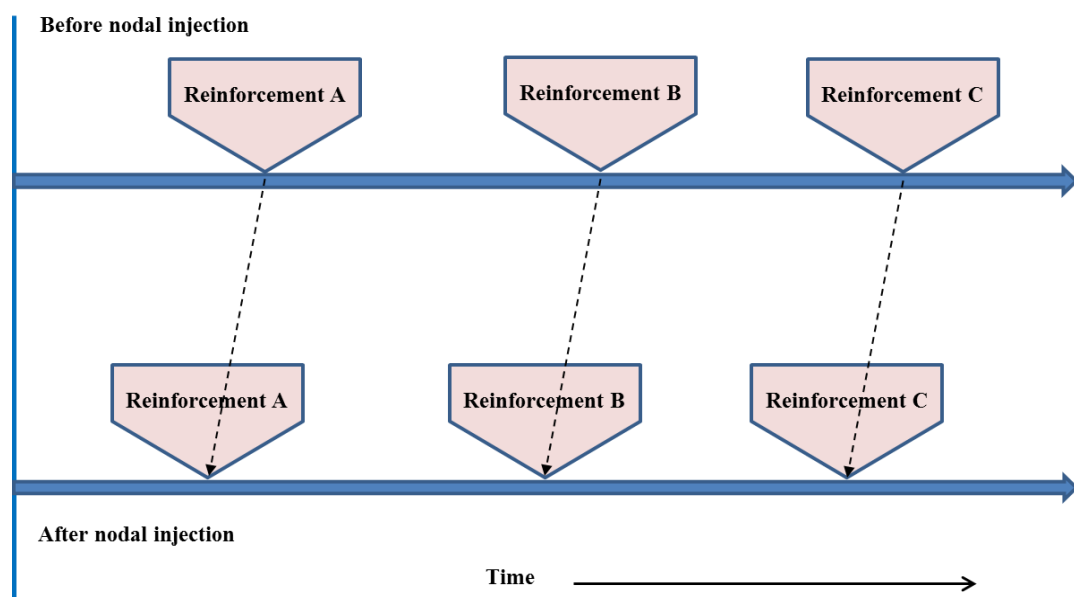 Before nodal injection
Reinforcement A
Reinforcement B
Reinforcement C
Reinforcement A
Reinforcement B
Reinforcement C
After nodal injection
Time